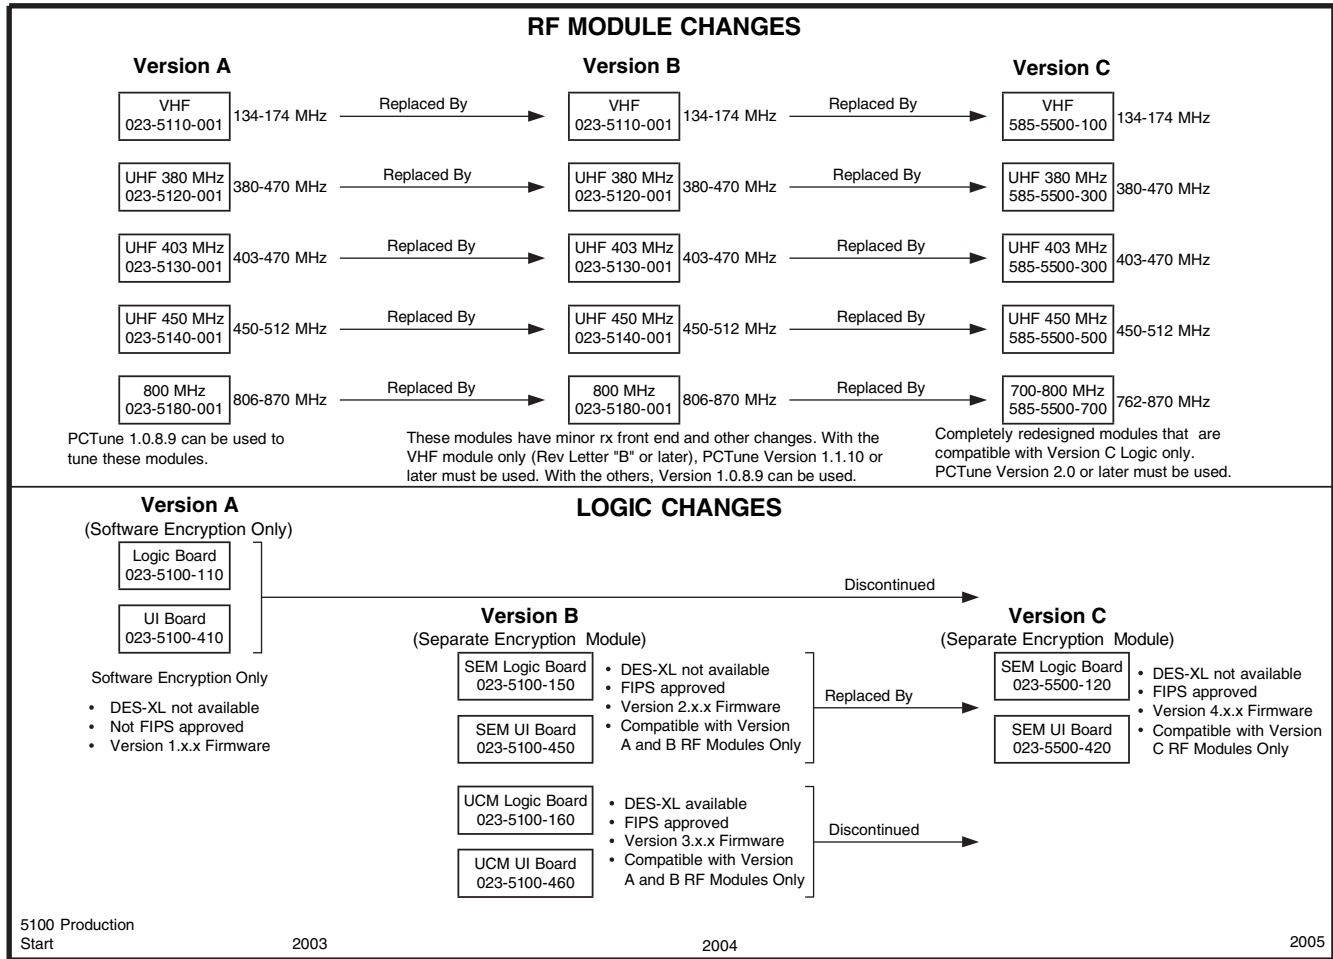 RF MODULE CHANGES
Version A
Version B
Version C
VHF
023-5110-001
134-174 MHz
Replaced By
VHF
023-5110-001
134-174 MHz
Replaced By
VHF
585-5500-100
134-174 MHz
UHF 380 MHz
023-5120-001
380-470 MHz
Replaced By
UHF 380 MHz
023-5120-001
380-470 MHz
Replaced By
UHF 380 MHz
585-5500-300
380-470 MHz
UHF 403 MHz
023-5130-001
403-470 MHz
Replaced By
UHF 403 MHz
023-5130-001
403-470 MHz
Replaced By
UHF 403 MHz
585-5500-300
403-470 MHz
UHF 450 MHz
023-5140-001
450-512 MHz
Replaced By
UHF 450 MHz
023-5140-001
450-512 MHz
Replaced By
UHF 450 MHz
585-5500-500
450-512 MHz
800 MHz
023-5180-001
806-870 MHz
Replaced By
800 MHz
023-5180-001
806-870 MHz
Replaced By
700-800 MHz
585-5500-700
762-870 MHz
PCTune 1.0.8.9 can be used to
tune these modules.
These modules have minor rx front end and other changes. With the
VHF module only (Rev Letter "B" or later), PCTune Version 1.1.10 or
later must be used. With the others, Version 1.0.8.9 can be used.
Completely redesigned modules that are
compatible with Version C Logic only.
PCTune Version 2.0 or later must be used.
LOGIC CHANGES
Version A
(Software Encryption Only)
Logic Board
023-5100-110
UI Board
023-5100-410
Software Encryption Only
• DES-XL not available
• Not FIPS approved
• Version 1.x.x Firmware
Discontinued
Version B
(Separate Encryption Module)
SEM Logic Board
023-5100-150
SEM UI Board
023-5100-450
• DES-XL not available
• FIPS approved
• Version 2.x.x Firmware
• Compatible with Version
A and B RF Modules Only
Replaced By
Version C
(Separate Encryption Module)
SEM Logic Board
023-5500-120
SEM UI Board
023-5500-420
• DES-XL not available
• FIPS approved
• Version 4.x.x Firmware
• Compatible with Version
C RF Modules Only
UCM Logic Board
023-5100-160
UCM UI Board
023-5100-460
• DES-XL available
• FIPS approved
• Version 3.x.x Firmware
• Compatible with Version
A and B RF Modules Only
Discontinued
5100 Production
Start
2003
2004
2005